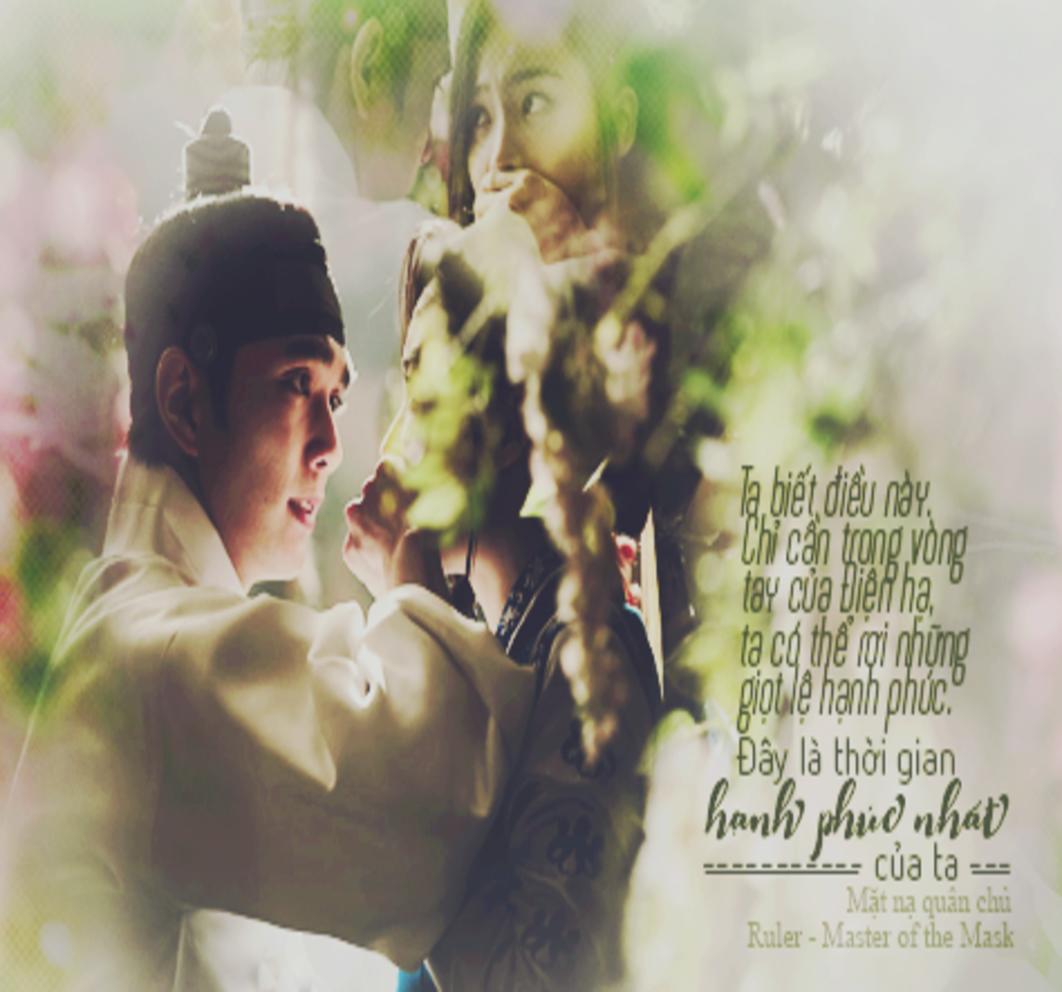 Ta biết điều này.
Chỉ cần trong vòng
tay của Điện hạ,
ta có thể rơi những
giọt lệ hạnh phúc.
Đây là thời gian
hạnh phúc nhất
của ta
Mặt nạ quân chủ
Ruler - Master of the Mask